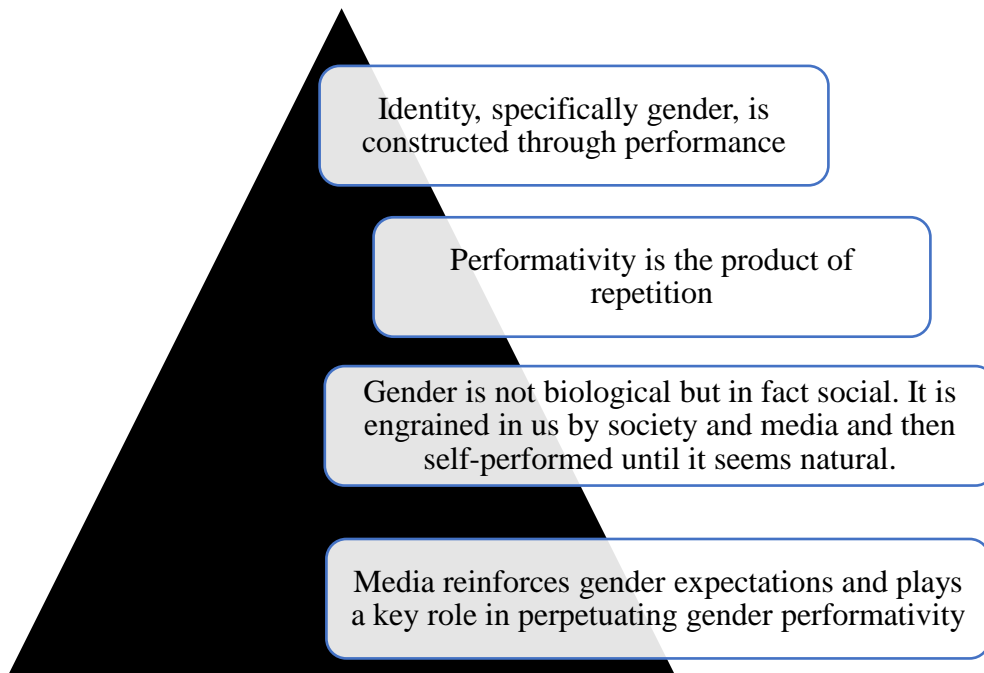 Identity, specifically gender, is
constructed through performance
Performativity is the product of
repetition
Gender is not biological but in fact social. It is
engrained in us by society and media and then
self-performed until it seems natural.
Media reinforces gender expectations and plays
a key role in perpetuating gender performativity